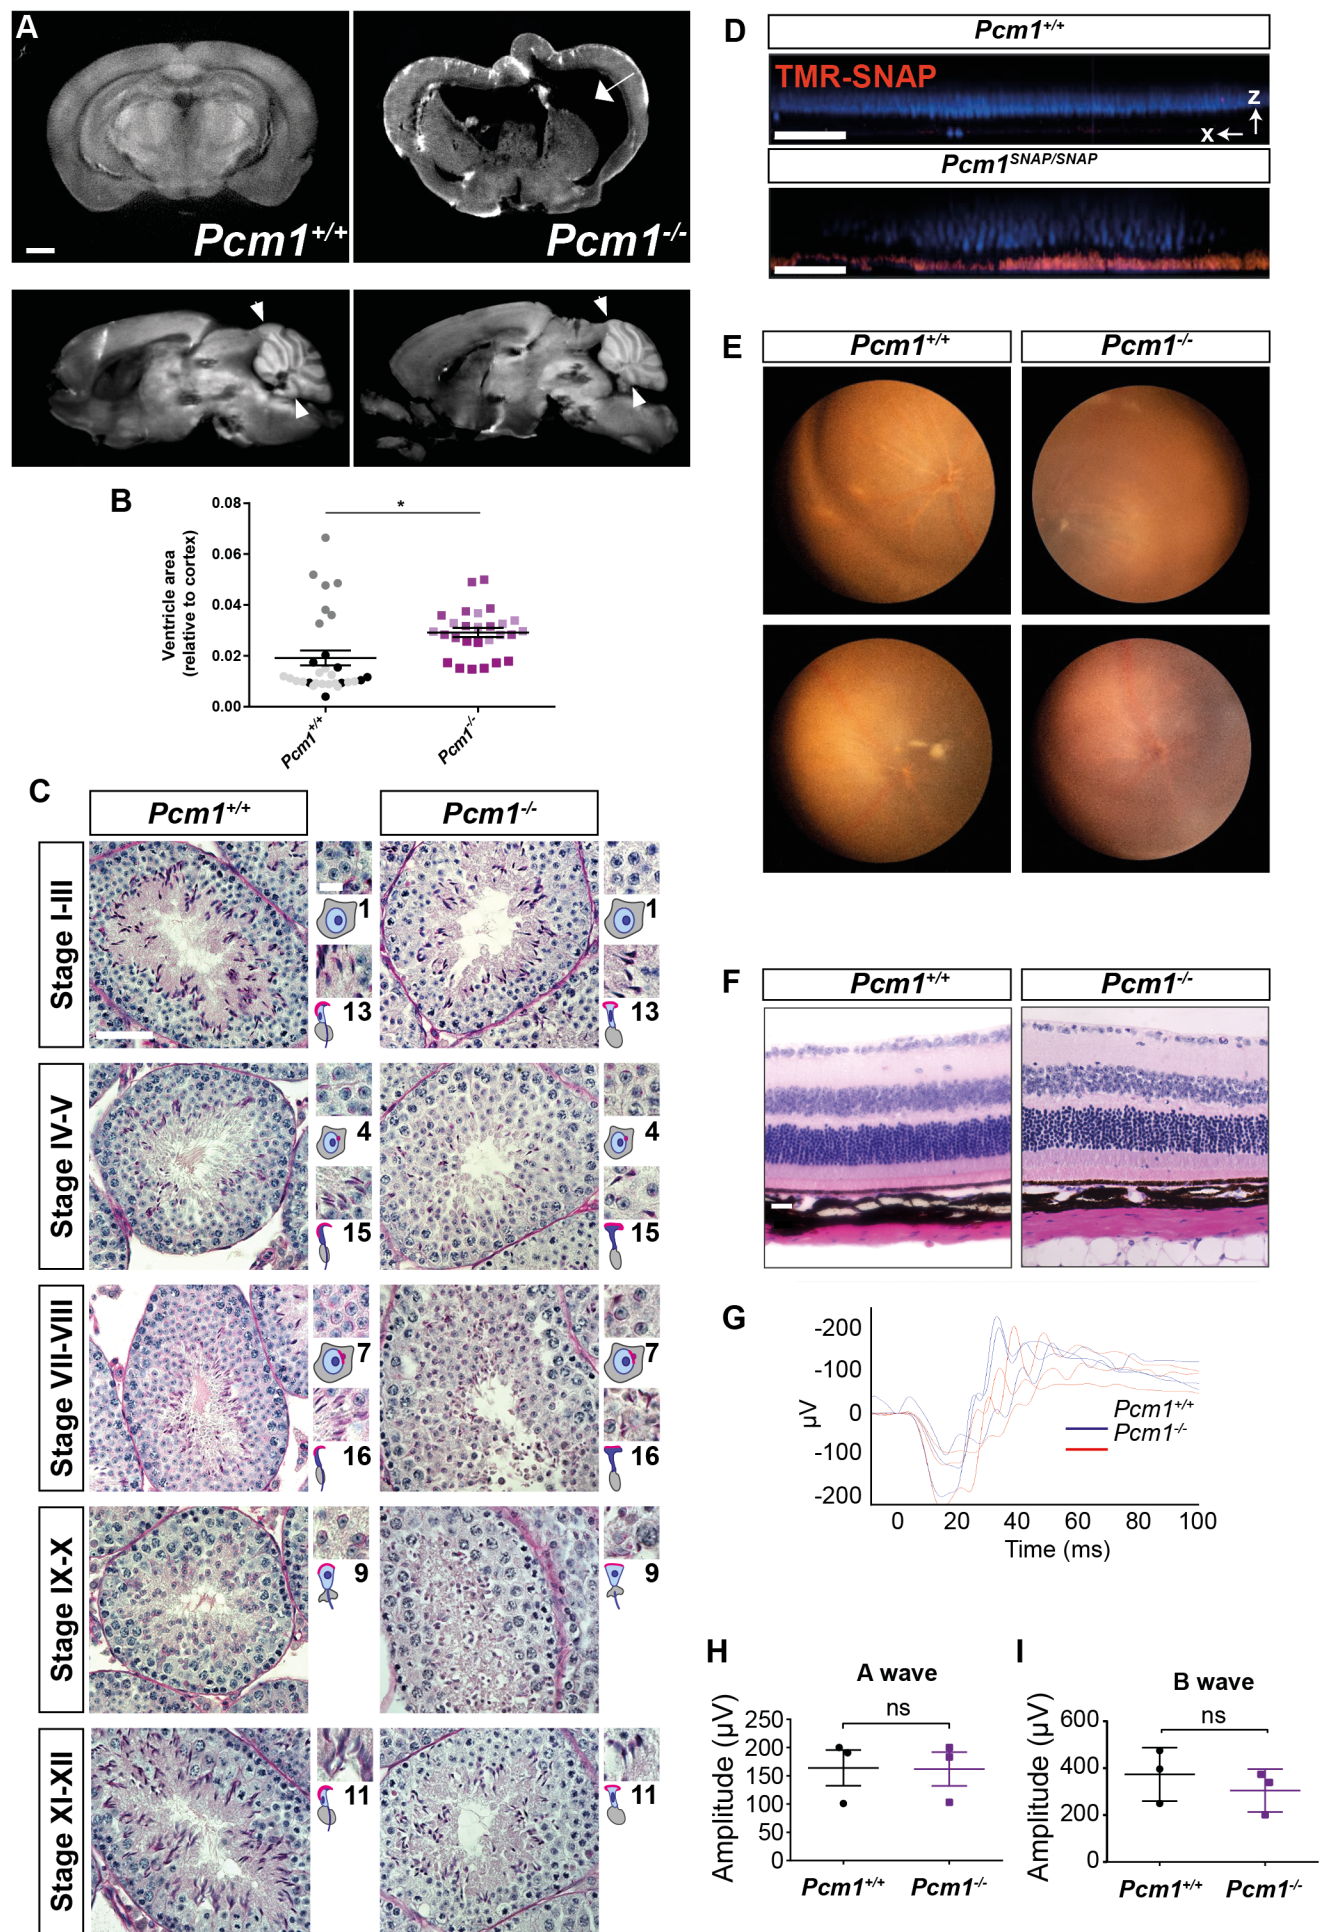 A
Pcm1+/+
Pcm1-/-
B
0.08
0.06
0.04
0.02
0.00
Ventricle area
(relative to cortex)
*
Pcm1+/+
Pcm1-/-
C
Pcm1+/+
Pcm1-/-
Stage I-III
1
13
1
13
Stage IV-V
4
15
4
15
Stage VII-VIII
7
16
7
16
Stage IX-X
9
9
Stage XI-XII
11
11
D
Pcm1+/+
TMR-SNAP
z
x
Pcm1SNAP/SNAP
E
Pcm1+/+
Pcm1-/-
F
Pcm1+/+
Pcm1-/-
G
-200
-100
0
-100
-200
µV
Pcm1+/+
Pcm1-/-
0 20 40 60 80 100
Time (ms)
H
A wave
ns
250
200
150
100
50
0
Amplitude (µV)
Pcm1+/+
Pcm1-/-
I
B wave
ns
600
400
200
0
Amplitude (µV)
Pcm1+/+
Pcm1-/-